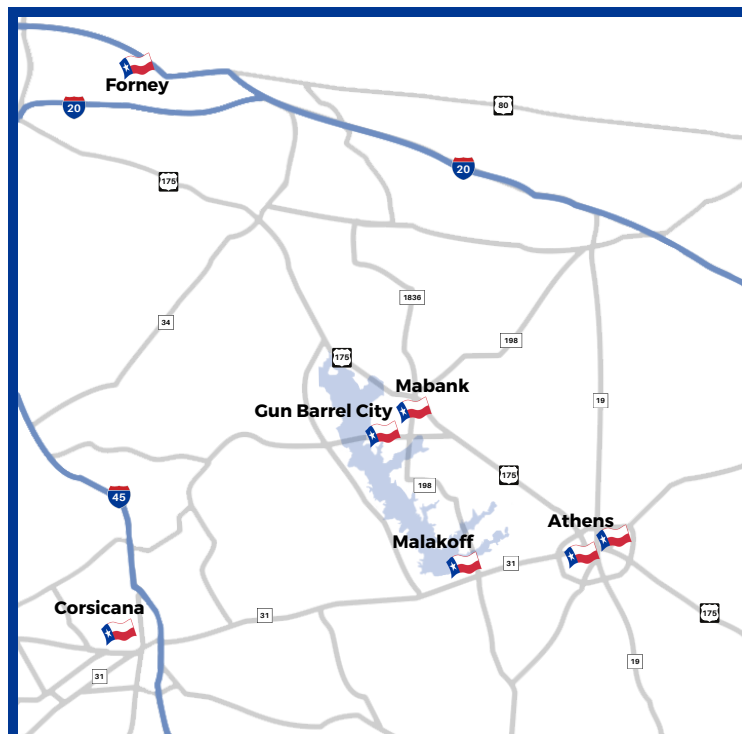 Forney
20
80
20
175
1836
34
198
175
Mabank
19
Gun Barrel City
175
198
45
Athens
Malakoff
31
Corsicana
31
175
19
31